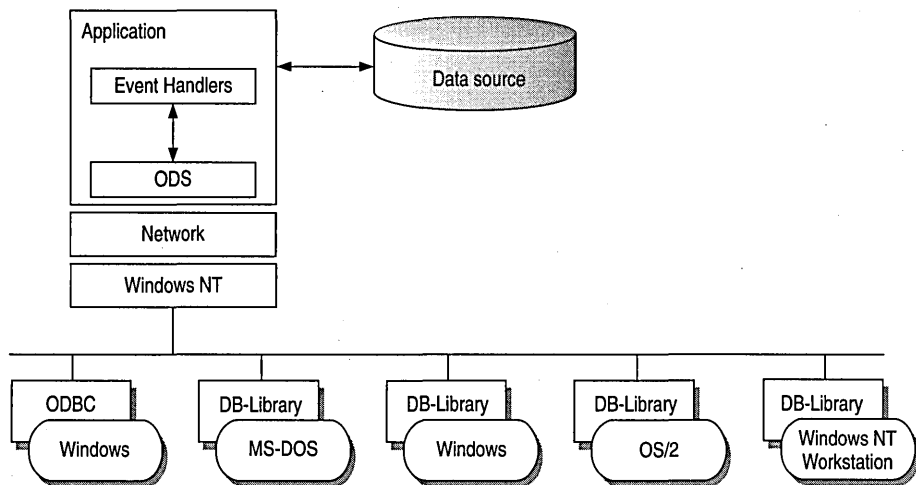 Application
Data source
Event Handlers
ODS
Network
Windows NT
ODBC
Windows
DB-Library
MS-DOS
DB-Library
Windows
DB-Library
OS/2
DB-Library
Windows NT
Workstation